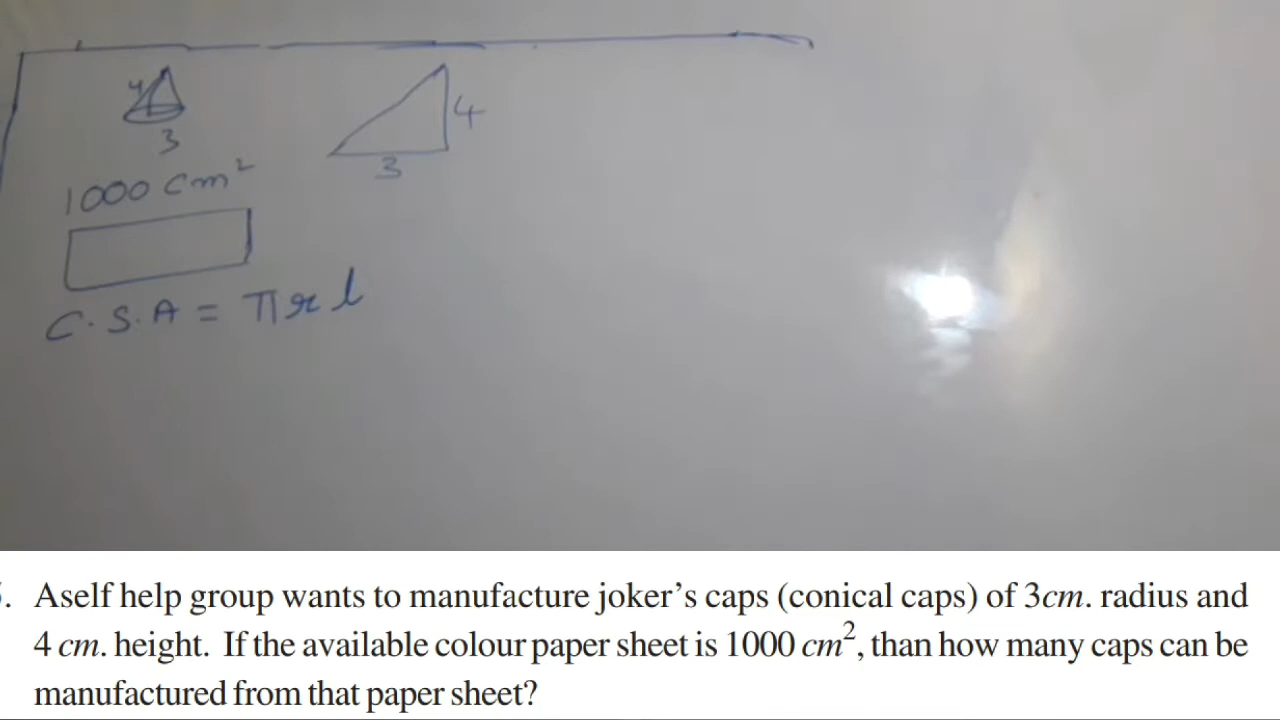 4
3
4
3
1000 cm²
C.S.A = πrl
. Aself help group wants to manufacture joker’s caps (conical caps) of 3cm. radius and
4 cm. height. If the available colour paper sheet is 1000 cm², than how many caps can be
manufactured from that paper sheet?